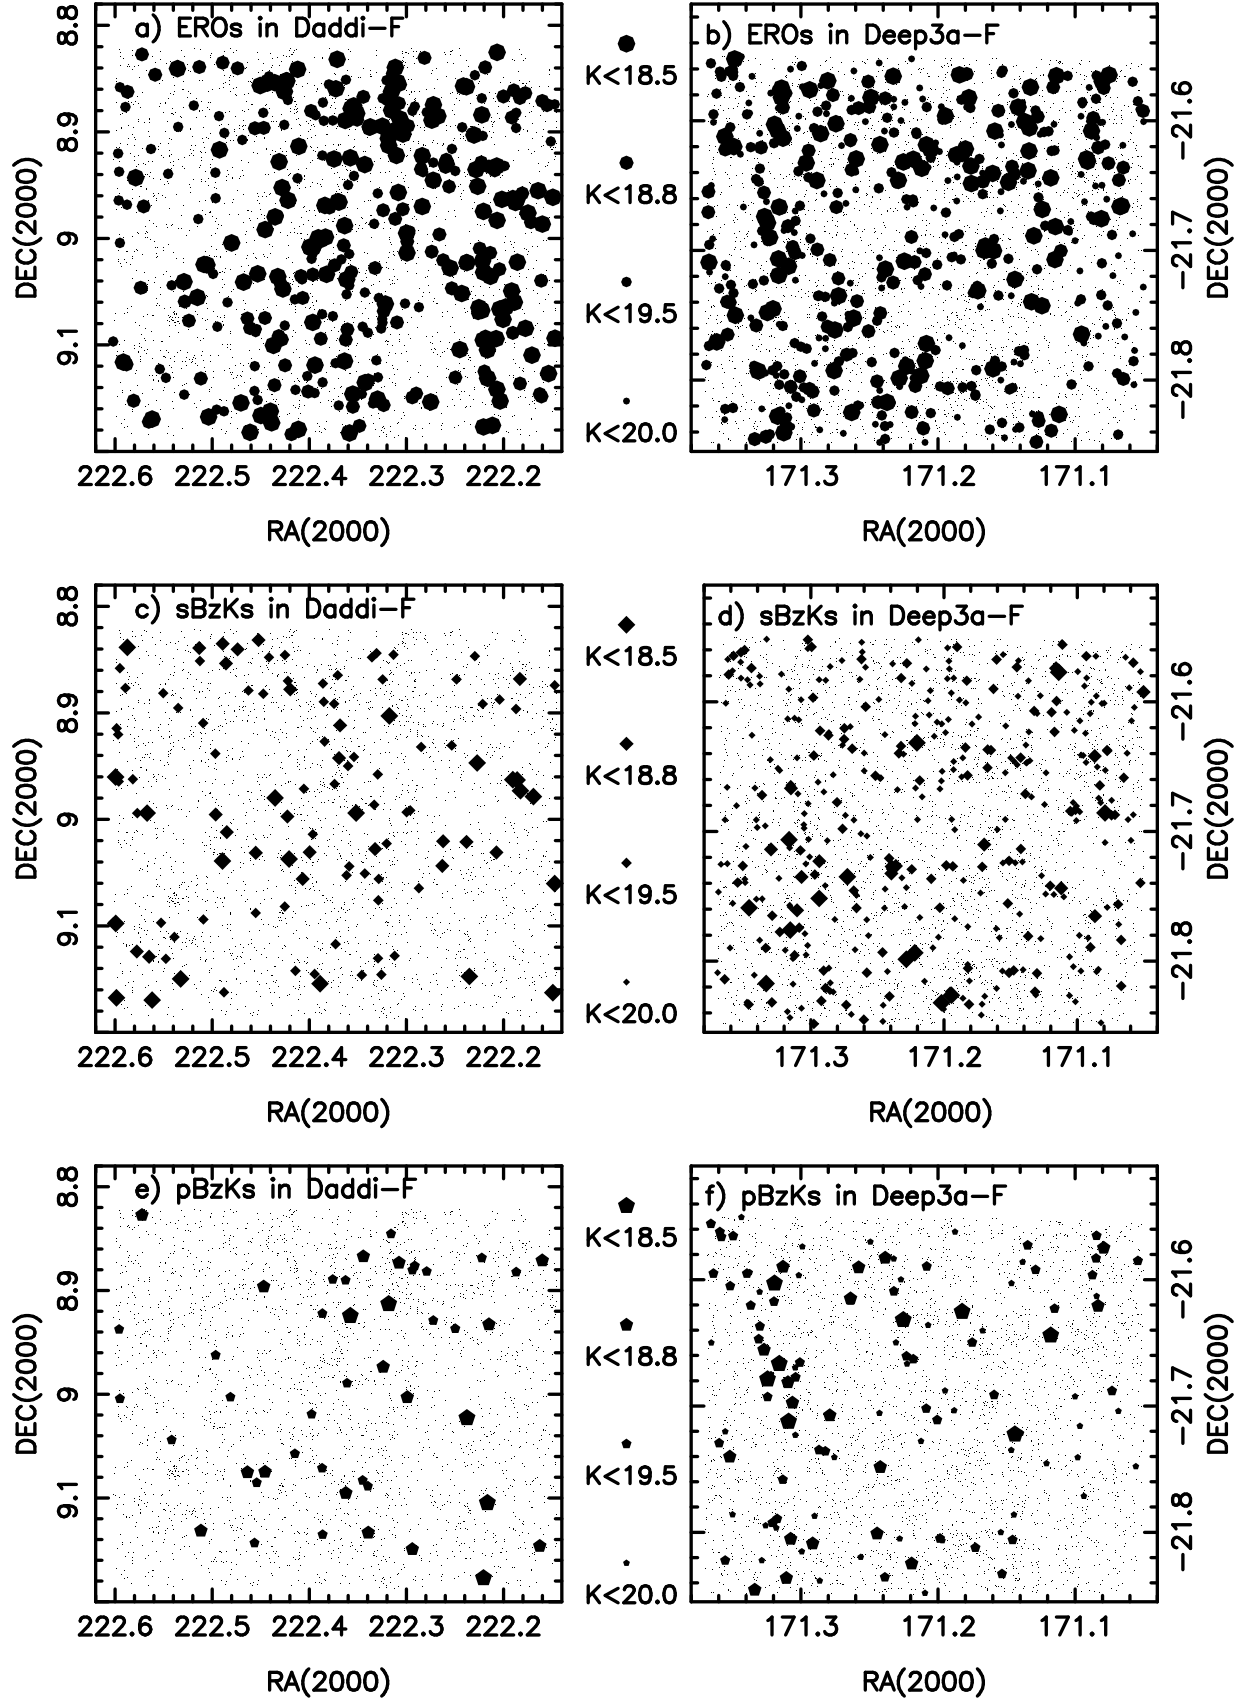 a) EROs in Daddi-F
b) EROs in Deep3a-F
8.8
8.9
9
9.1
DEC(2000)
K<18.5
K<18.8
K<19.5
K<20.0
-21.6
-21.7
-21.8
DEC(2000)
222.6 222.5 222.4 222.3 222.2
171.3 171.2 171.1
RA(2000)
RA(2000)
c) sBzKs in Daddi-F
d) sBzKs in Deep3a-F
8.8
8.9
9
9.1
DEC(2000)
K<18.5
K<18.8
K<19.5
K<20.0
-21.6
-21.7
-21.8
DEC(2000)
222.6 222.5 222.4 222.3 222.2
171.3 171.2 171.1
RA(2000)
RA(2000)
e) pBzKs in Daddi-F
f) pBzKs in Deep3a-F
8.8
8.9
9
9.1
DEC(2000)
K<18.5
K<18.8
K<19.5
K<20.0
-21.6
-21.7
-21.8
DEC(2000)
222.6 222.5 222.4 222.3 222.2
171.3 171.2 171.1
RA(2000)
RA(2000)